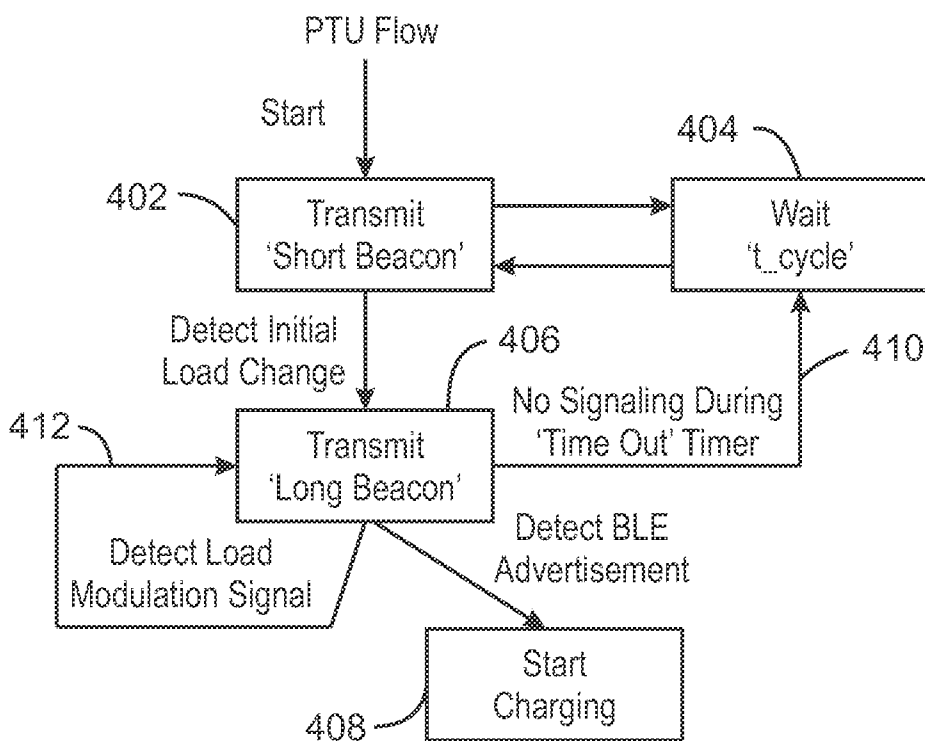 PTU Flow
Start
404
402
Transmit
‘Short Beacon’
Wait
‘t_cycle’
Detect Initial
Load Change
406
410
412
No Signaling During
‘Time Out’ Timer
Transmit
‘Long Beacon’
Detect Load
Modulation Signal
Detect BLE
Advertisement
Start
Charging
408